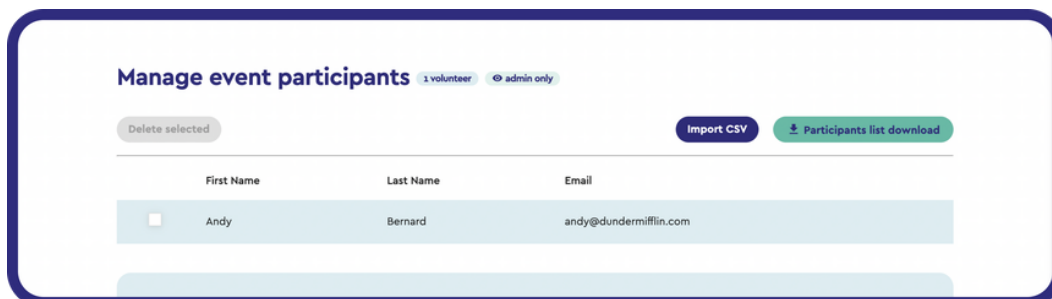 Manage event participants 1 volunteer admin only
Delete selected Import CSV Participants list download
First Name Last Name Email
Andy Bernard andy@dundermifflin.com